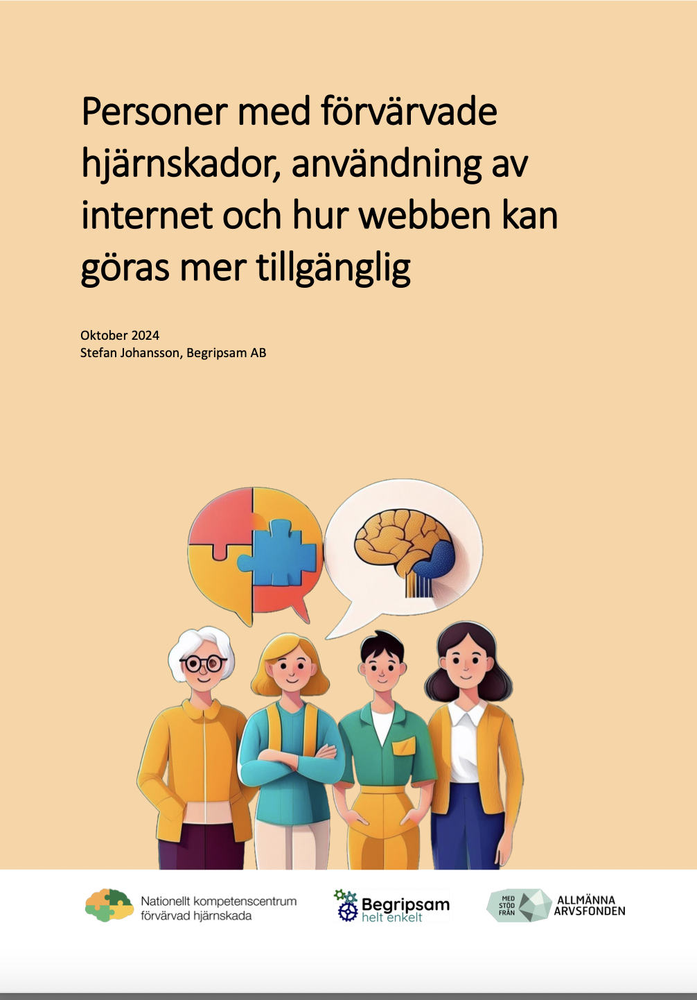 Personer med förvärvade
hjärnskador, användning av
internet och hur webben kan
göras mer tillgänglig
Oktober 2024
Stefan Johansson, Begripsam AB
Nationellt kompetenscentrum
förvärvad hjärnskada
Begripsam
helt enkelt
MED
STÖD
FRÅN
ALLMÄNNA
ARVSFONDEN